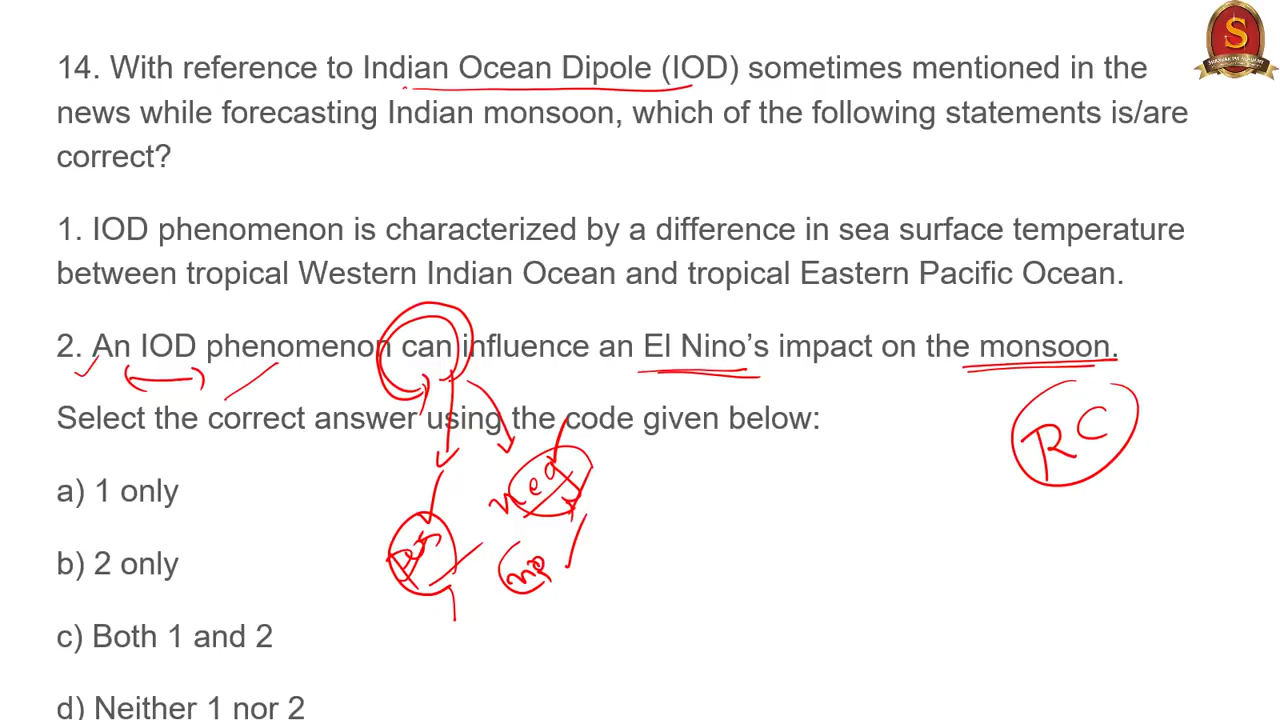 14. With reference to Indian Ocean Dipole (IOD) sometimes mentioned in the
news while forecasting Indian monsoon, which of the following statements is/are
correct?
1. IOD phenomenon is characterized by a difference in sea surface temperature
between tropical Western Indian Ocean and tropical Eastern Pacific Ocean.
2. An IOD phenomenon can influence an El Nino’s impact on the monsoon.
Select the correct answer using the code given below:
RC
a) 1 only
neg
b) 2 only
c) Both 1 and 2
d) Neither 1 nor 2
S